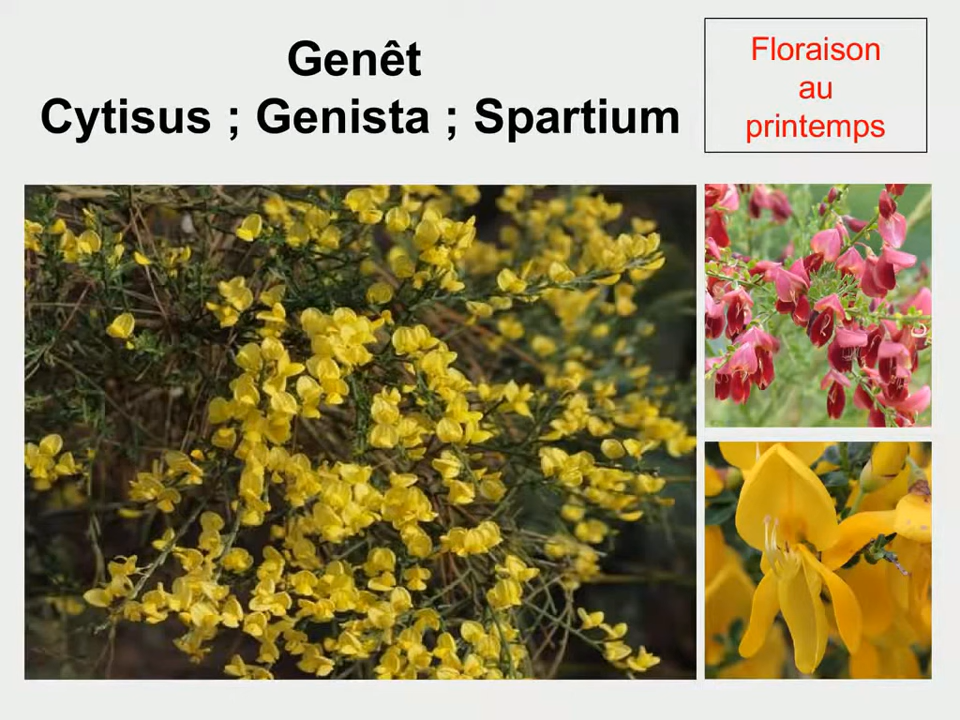 Genêt
Cytisus ; Genista ; Spartium
Floraison
au
printemps